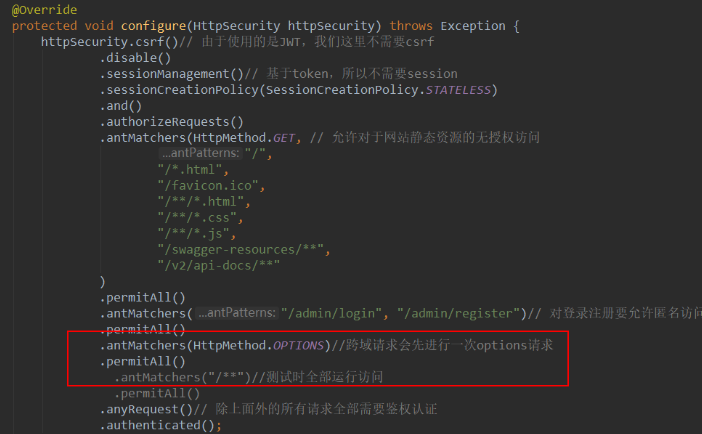 @Override
protected void configure(HttpSecurity httpSecurity) throws Exception {
httpSecurity.csrf()// 由于使用的是JWT，我们这里不需要csrf
.disable()
.sessionManagement()// 基于token，所以不需要session
.sessionCreationPolicy(SessionCreationPolicy.STATELESS)
.and()
.authorizeRequests()
.antMatchers(HttpMethod.GET, // 允许对于网站静态资源的无授权访问
...antPatterns: "/",
"/*.html",
"/favicon.ico",
"/**/*.html",
"/**/*.css",
"/**/*.js",
"/swagger-resources/**",
"/v2/api-docs/**"
)
.permitAll()
.antMatchers( ...antPatterns: "/admin/login", "/admin/register")// 对登录注册要允许匿名访问
.permitAll()
.antMatchers(HttpMethod.OPTIONS)//跨域请求会先进行一次options请求
.permitAll()
.antMatchers("/**")//测试时全部运行访问
.permitAll()
.anyRequest()// 除上面外的所有请求全部需要鉴权认证
.authenticated();